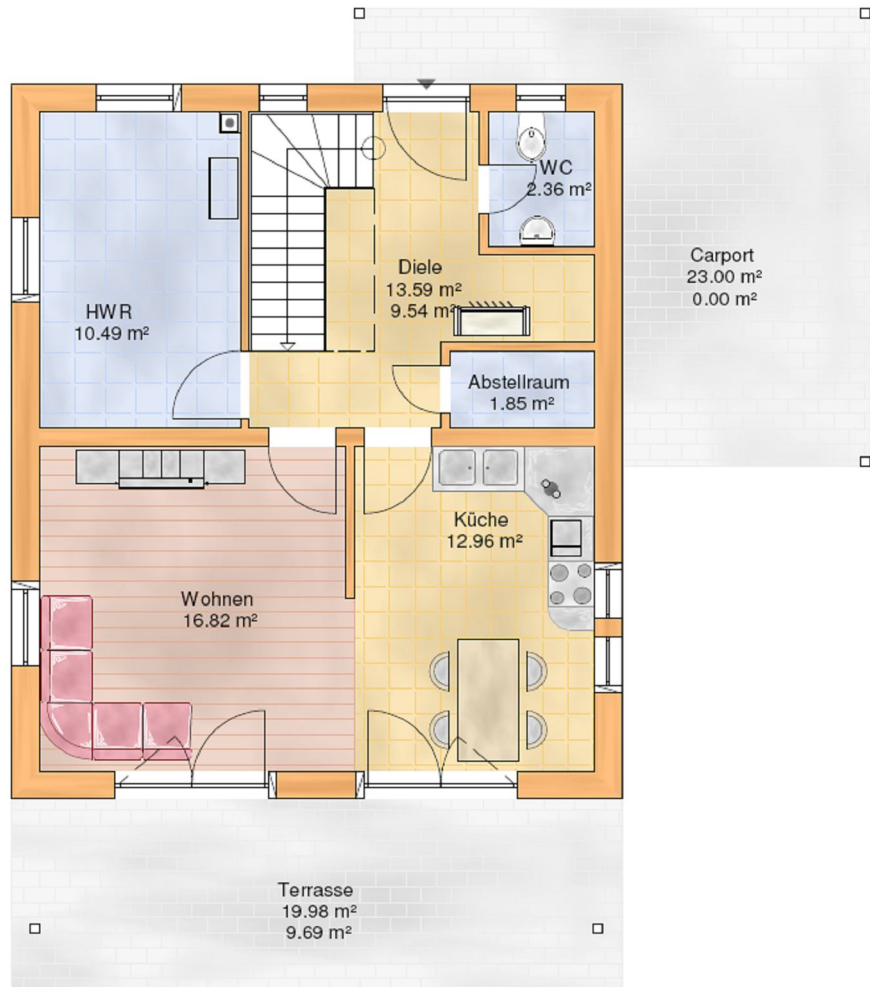 WC
2.36 m²
Carport
23.00 m²
0.00 m²
Diele
13.59 m²
9.54 m²
HWR
10.49 m²
Abstellraum
1.85 m²
Küche
12.96 m²
Wohnen
16.82 m²
Terrasse
19.98 m²
9.69 m²